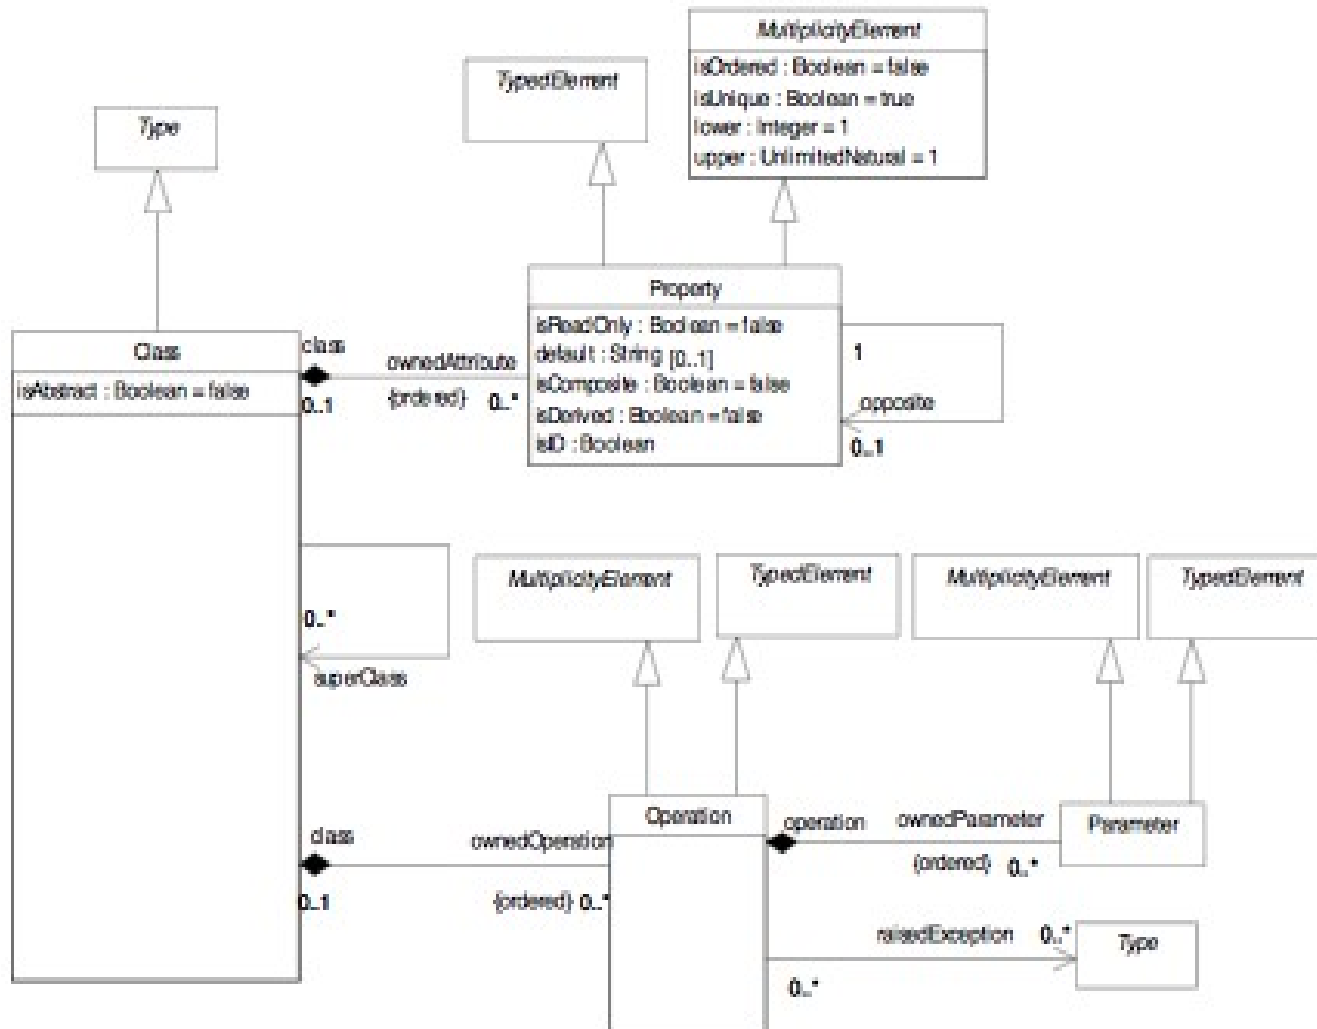 MultiplicityElement
isOrdered : Boolean = false
isUnique : Boolean = true
lower : Integer = 1
upper : UnlimitedNatural = 1
TypedElement
Type
Property
isReadOnly : Boolean = false
default : String [0..1]
isComposite : Boolean = false
isDerived : Boolean = false
isID : Boolean
1
opposite
0..1
Class
isAbstract : Boolean = false
class
0..1
ownedAttribute
{ordered} 0..*
0..*
superClass
MultiplicityElement
TypedElement
MultiplicityElement
TypedElement
class
0..1
ownedOperation
{ordered} 0..*
Operation
operation
ownedParameter
{ordered} 0..*
Parameter
raisedException 0..*
0..*
Type